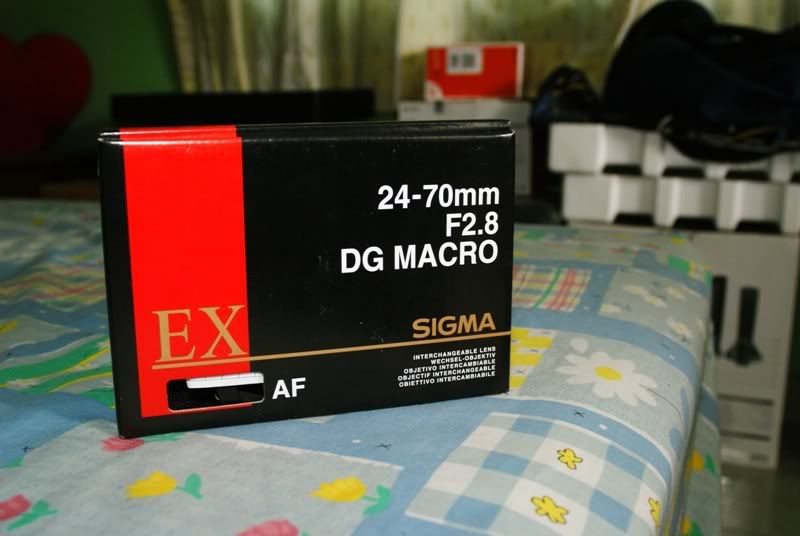 24-70mm
F2.8
DG MACRO
EX
SIGMA
INTERCHANGEABLE LENS
WECHSEL-OBJEKTIV
OBJETIVO INTERCAMBIABLE
OBJECTIF INTERCHANGEABLE
OBIETTIVO INTERCAMBIABILE
AF